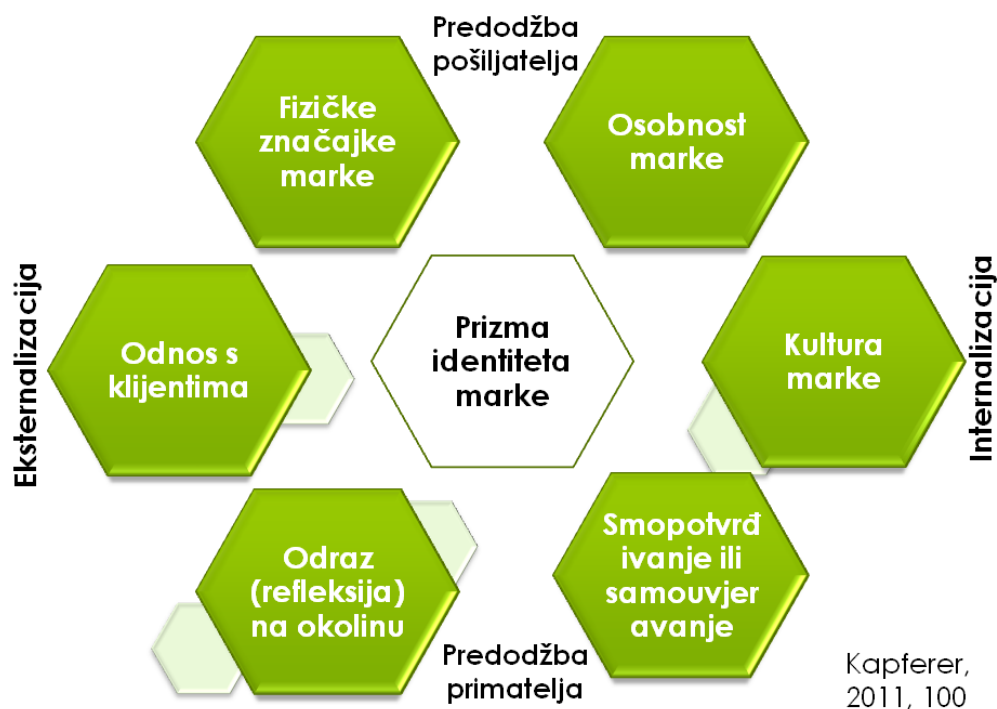 Predodžba
pošiljatelja
Fizičke
značajke
marke
Osobnost
marke
Eksternalizacija
Odnos s
klijentima
Prizma
identiteta
marke
Kultura
marke
Internalizacija
Odraz
(refleksija)
na okolinu
Smopotvrđ
ivanje ili
samouvjer
avanje
Predodžba
primatelja
Kapferer,
2011, 100